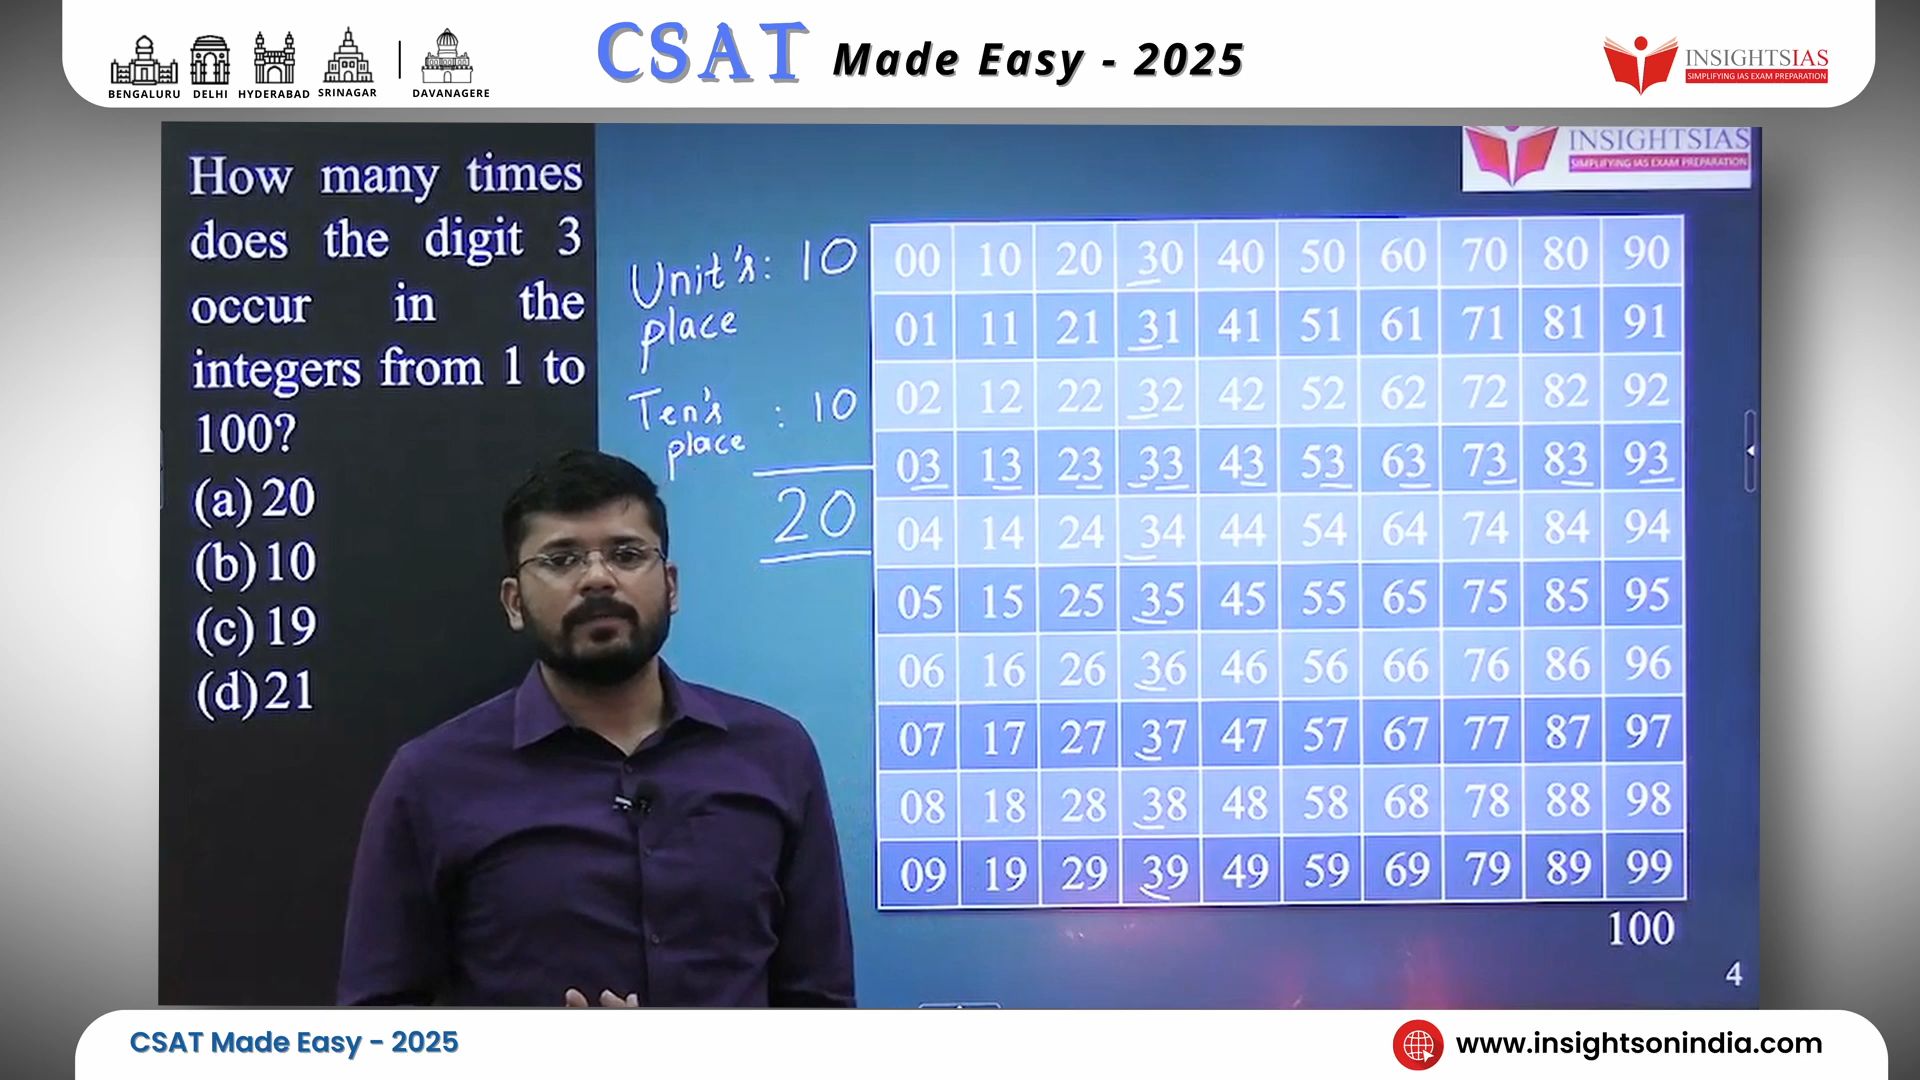 BENGALURU DELHI HYDERABAD SRINAGAR DAVANAGERE
CSAT Made Easy - 2025
INSIGHTSIAS
SIMPLIFYING IAS EXAM PREPARATION
INSIGHTSIAS
SIMPLIFYING IAS EXAM PREPARATION
How many times
does the digit 3
occur in the
integers from 1 to
100?
(a) 20
(b) 10
(c) 19
(d) 21
Unit's : 10
place
Ten's : 10
place
20
00 10 20 30 40 50 60 70 80 90
01 11 21 31 41 51 61 71 81 91
02 12 22 32 42 52 62 72 82 92
03 13 23 33 43 53 63 73 83 93
04 14 24 34 44 54 64 74 84 94
05 15 25 35 45 55 65 75 85 95
06 16 26 36 46 56 66 76 86 96
07 17 27 37 47 57 67 77 87 97
08 18 28 38 48 58 68 78 88 98
09 19 29 39 49 59 69 79 89 99
100
4
CSAT Made Easy - 2025
www.insightsonindia.com